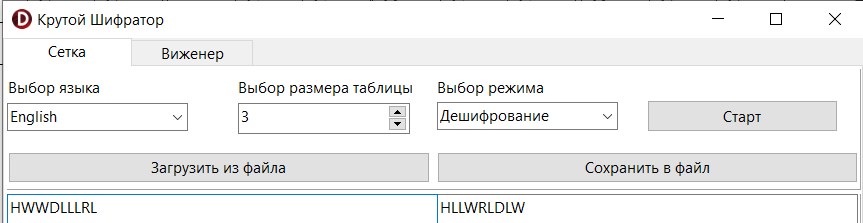 Крутой Шифратор
Сетка Виженер
Выбор языка Выбор размера таблицы Выбор режима
English 3 Дешифрование Старт
Загрузить из файла Сохранить в файл
HWWDLLLRL HLLWRLDLW